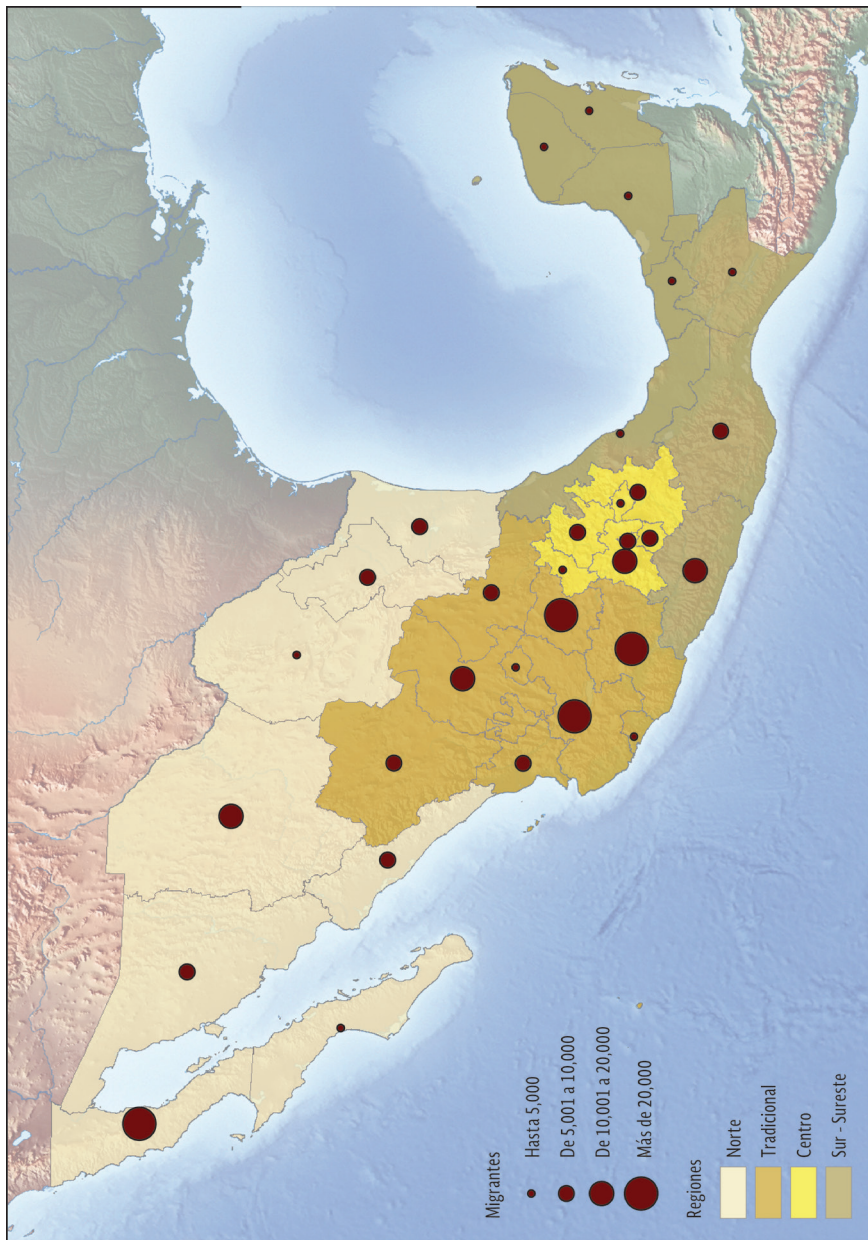 Migrantes
Hasta 5,000
De 5,001 a 10,000
De 10,001 a 20,000
Más de 20,000
Regiones
Norte
Tradicional
Centro
Sur - Sureste